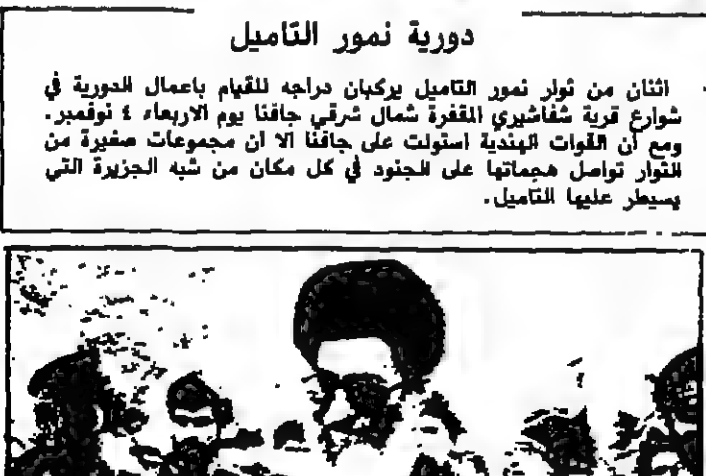 دورية نمور التاميل
اثنان من ثوار نمور التاميل يركبان دراجه للقيام باعمال الدورية في
شوارع قرية شفاشيري المقفرة شمال شرقي جافنا يوم الاربعاء ٤ نوفمبر.
ومع أن القوات الهندية استولت على جافنا الا ان مجموعات صغيرة من
الثوار تواصل هجماتها على الجنود في كل مكان من شبه الجزيرة التي
يسيطر عليها التاميل.